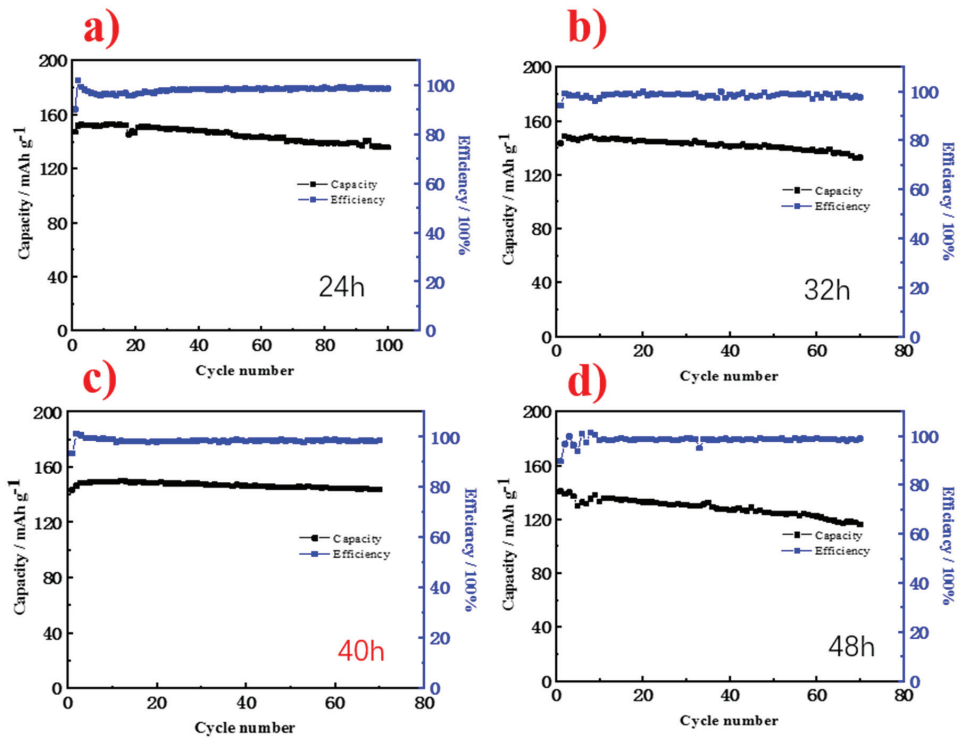 a)
200
160
120
80
40
0
Capacity / mAh g-1
100
80
60
40
20
0
Efficiency / 100%
Capacity
Efficiency
24h
0 20 40 60 80 100
Cycle number
b)
200
160
120
80
40
0
Capacity / mAh g-1
100
80
60
40
20
0
Efficiency / 100%
Capacity
Efficiency
32h
0 20 40 60 80
Cycle number
c)
200
160
120
80
40
0
Capacity / mAh g-1
100
80
60
40
20
0
Efficiency / 100%
Capacity
Efficiency
40h
0 20 40 60 80
Cycle number
d)
200
160
120
80
40
0
Capacity / mAh g-1
100
80
60
40
20
0
Efficiency / 100%
Capacity
Efficiency
48h
0 20 40 60 80
Cycle number